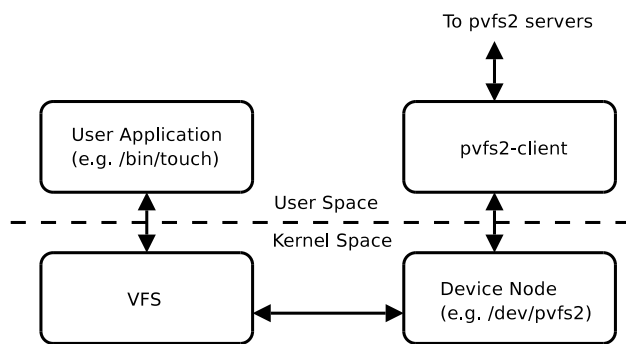 To pvfs2 servers
User Application
(e.g. /bin/touch)
pvfs2-client
User Space
Kernel Space
VFS
Device Node
(e.g. /dev/pvfs2)